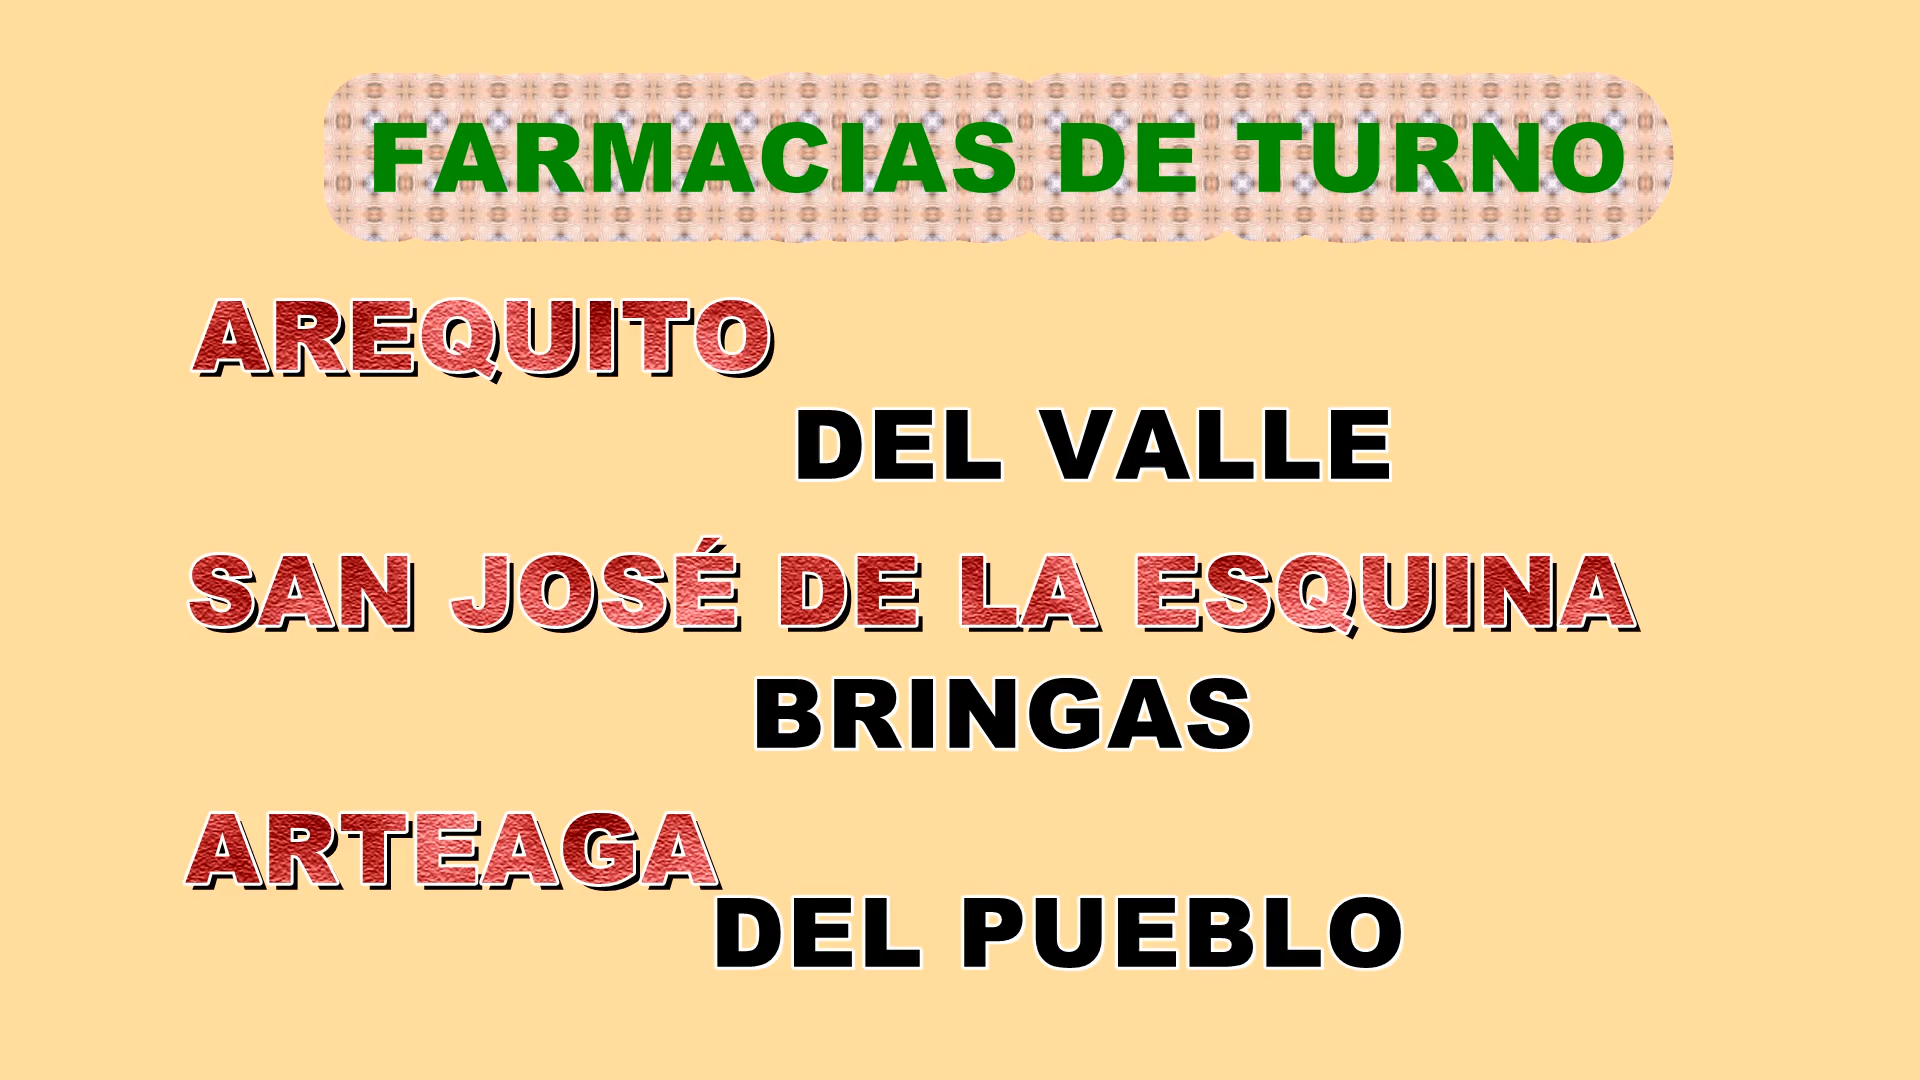 FARMACIAS DE TURNO
AREQUITO
DEL VALLE
SAN JOSÉ DE LA ESQUINA
BRINGAS
ARTEAGA
DEL PUEBLO